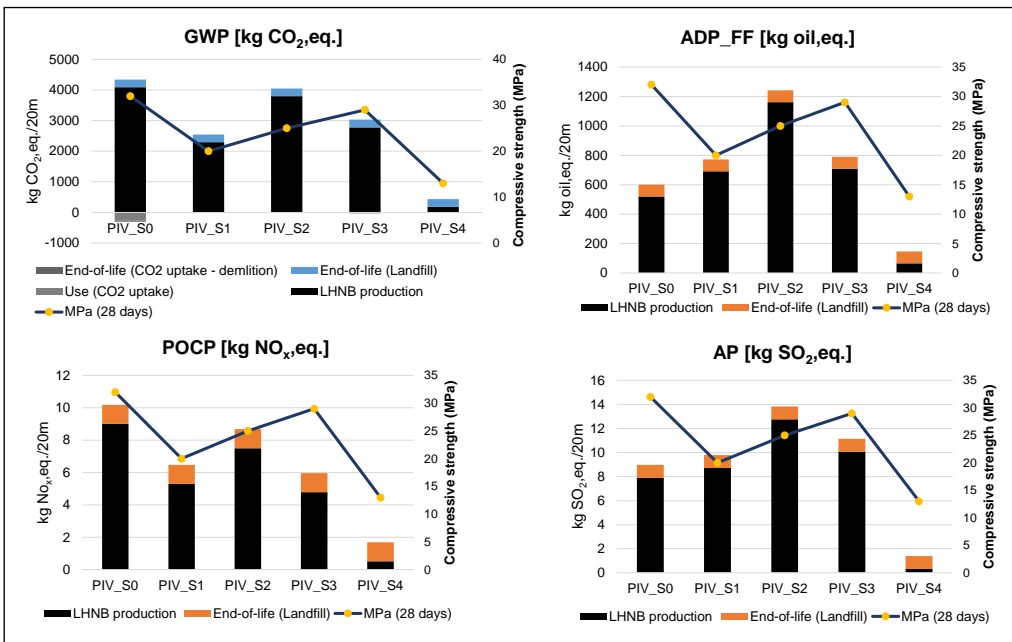 GWP [kg CO2,eq.]
5000
4000
3000
2000
1000
0
-1000
kg CO2,eq./20m
40
30
20
10
0
Compressive strength (MPa)
PIV_S0 PIV_S1 PIV_S2 PIV_S3 PIV_S4
End-of-life (CO2 uptake - demlition) End-of-life (Landfill)
Use (CO2 uptake) LHNB production
MPa (28 days)
ADP_FF [kg oil,eq.]
1400
1200
1000
800
600
400
200
0
kg oil,eq./20m
35
30
25
20
15
10
5
0
Compressive strength (MPa)
PIV_S0 PIV_S1 PIV_S2 PIV_S3 PIV_S4
LHNB production End-of-life (Landfill) MPa (28 days)
POCP [kg NOx,eq.]
12
10
8
6
4
2
0
kg Nox,eq./20m
35
30
25
20
15
10
5
0
Compressive strength (MPa)
PIV_S0 PIV_S1 PIV_S2 PIV_S3 PIV_S4
LHNB production End-of-life (Landfill) MPa (28 days)
AP [kg SO2,eq.]
16
14
12
10
8
6
4
2
0
kg SO2,eq./20m
35
30
25
20
15
10
5
0
Compressive strength (MPa)
PIV_S0 PIV_S1 PIV_S2 PIV_S3 PIV_S4
LHNB production End-of-life (Landfill) MPa (28 days)